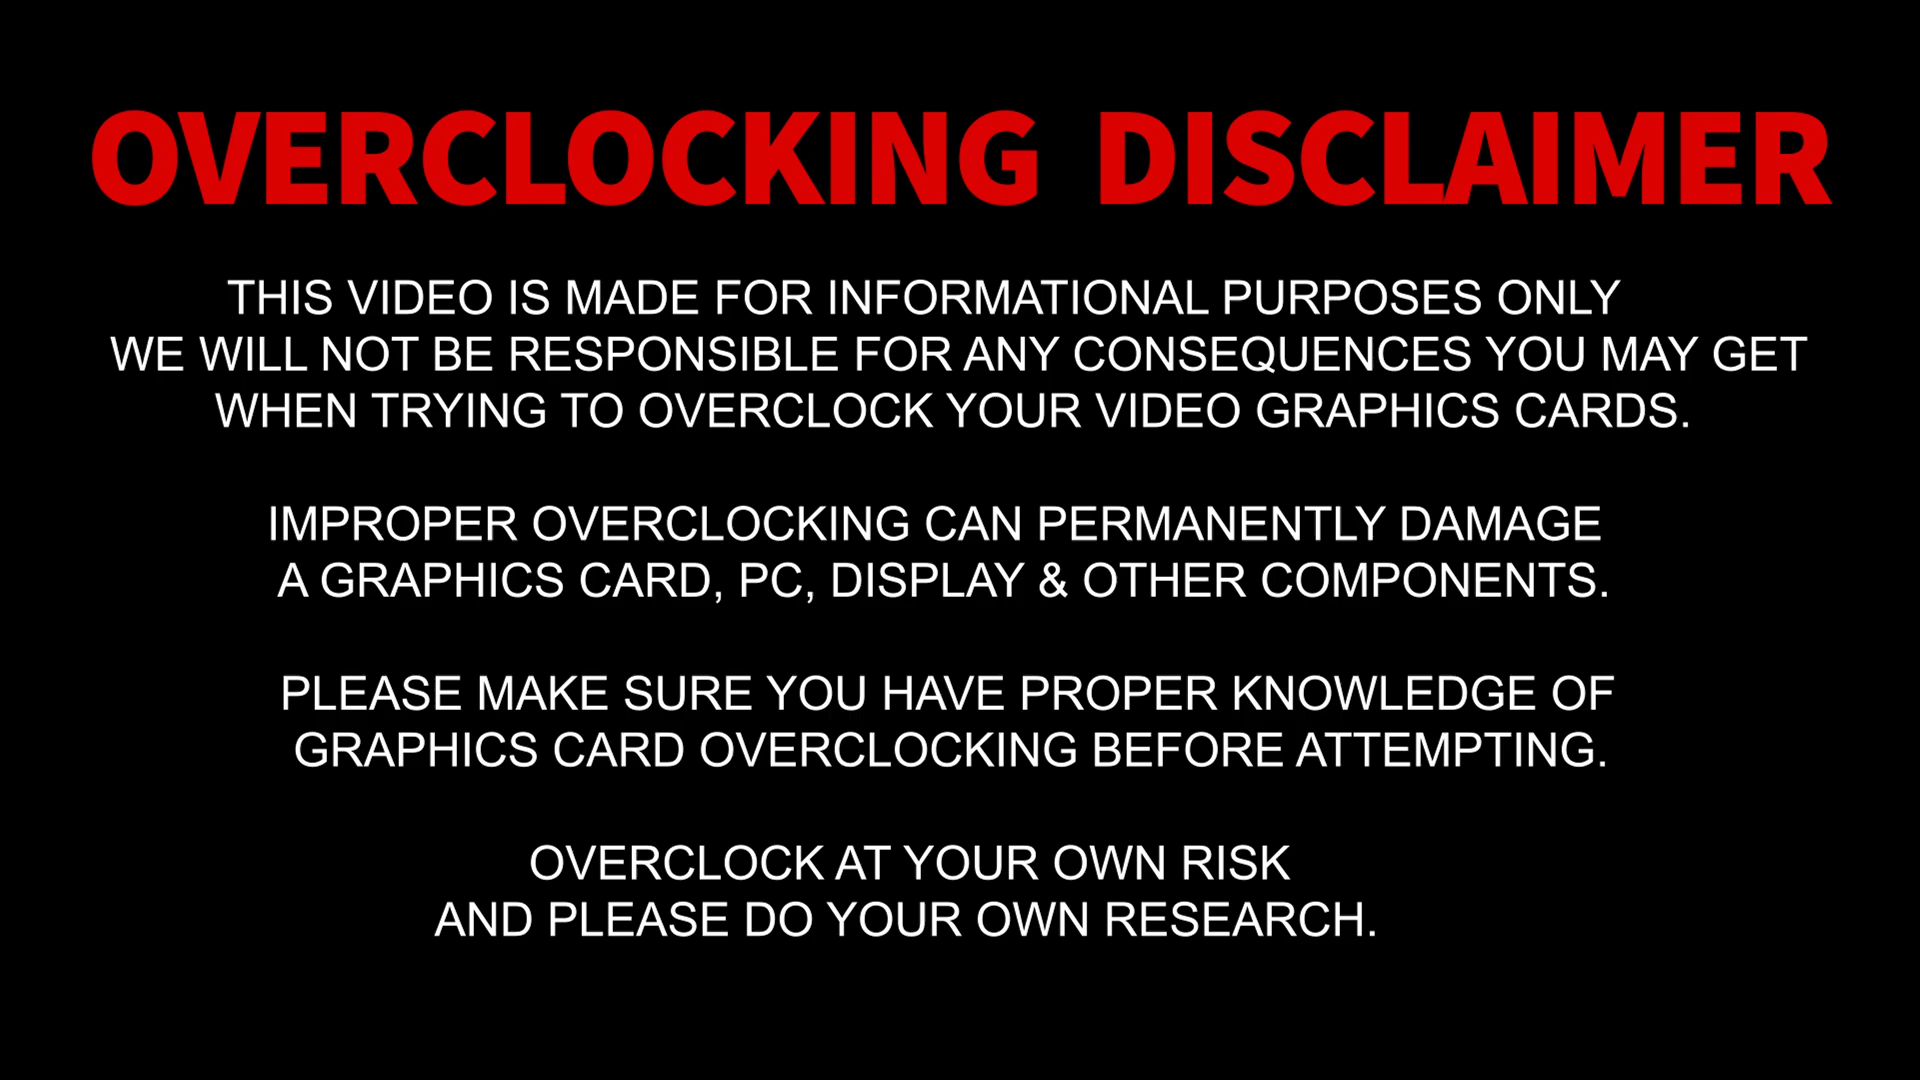 OVERCLOCKING DISCLAIMER
THIS VIDEO IS MADE FOR INFORMATIONAL PURPOSES ONLY
WE WILL NOT BE RESPONSIBLE FOR ANY CONSEQUENCES YOU MAY GET
WHEN TRYING TO OVERCLOCK YOUR VIDEO GRAPHICS CARDS.
IMPROPER OVERCLOCKING CAN PERMANENTLY DAMAGE
A GRAPHICS CARD, PC, DISPLAY & OTHER COMPONENTS.
PLEASE MAKE SURE YOU HAVE PROPER KNOWLEDGE OF
GRAPHICS CARD OVERCLOCKING BEFORE ATTEMPTING.
OVERCLOCK AT YOUR OWN RISK
AND PLEASE DO YOUR OWN RESEARCH.